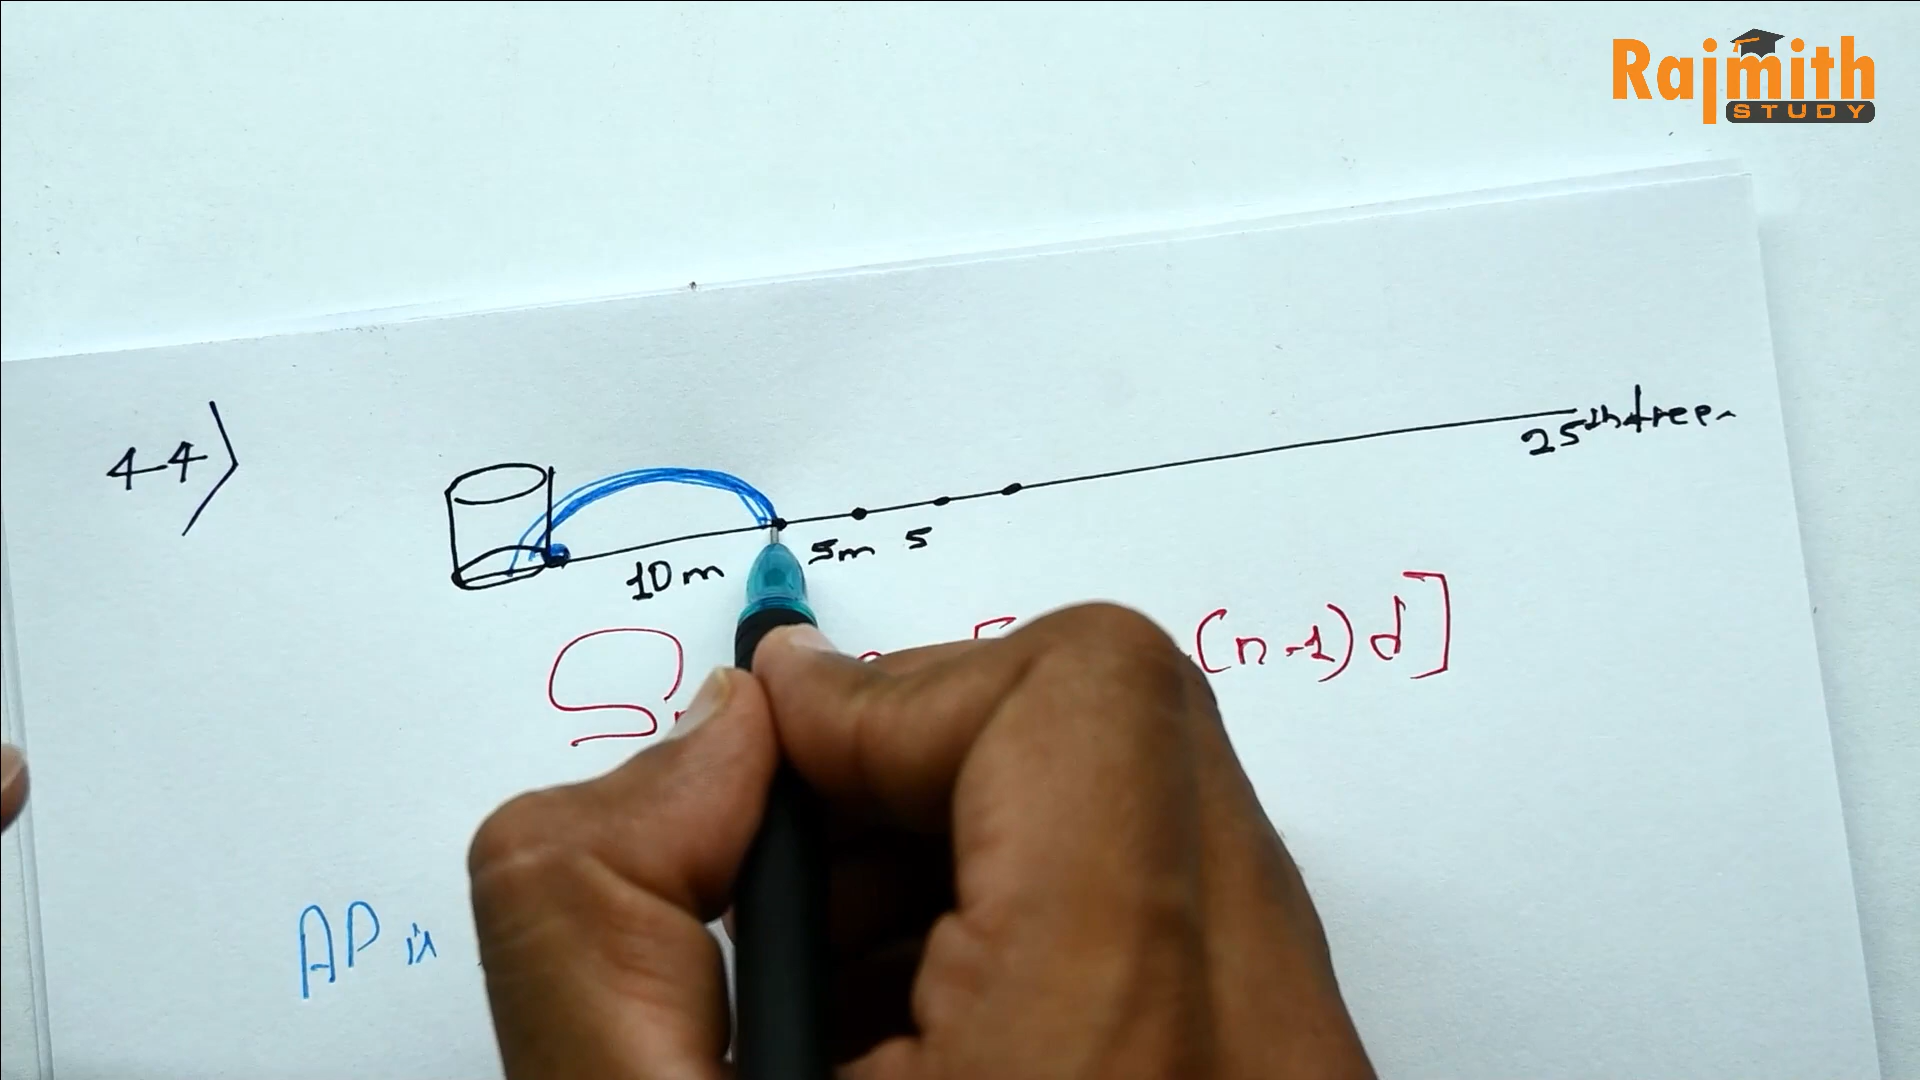 Rajmith
STUDY
44)
25th tree
10m 5m 5
S (n-1)d]
AP is